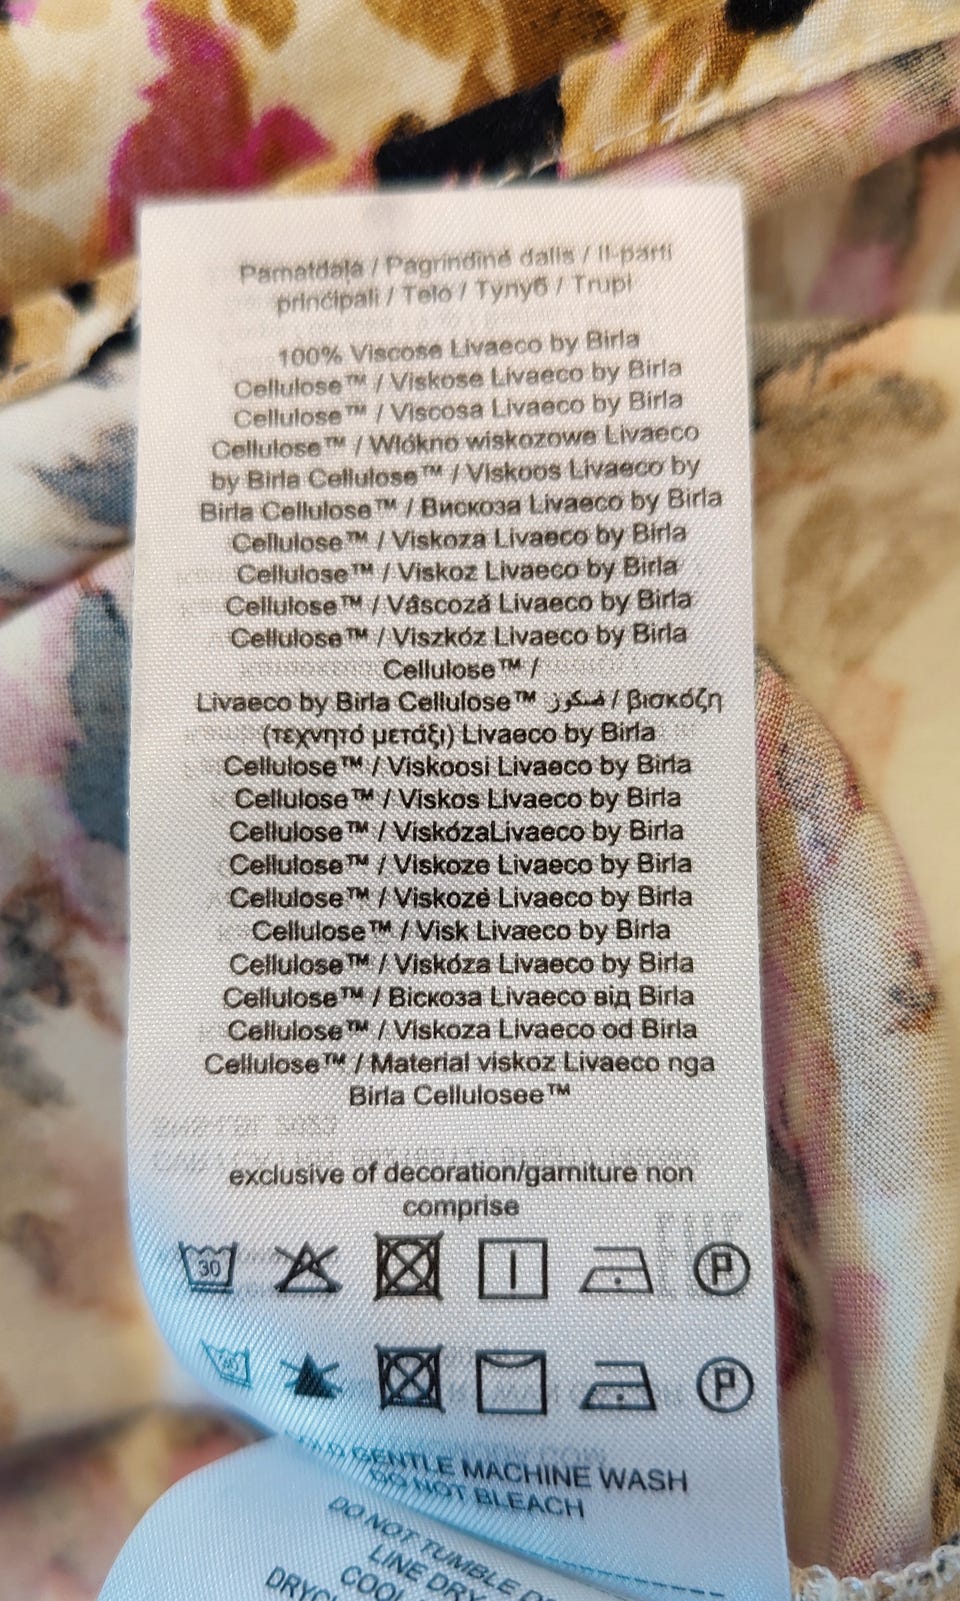 Pamatdaļa / Pagrindinė dalis / Il-parti
prinċipali / Telo / Тулуб / Trupi
100% Viscose Livaeco by Birla
Cellulose™ / Viskose Livaeco by Birla
Cellulose™ / Viscosa Livaeco by Birla
Cellulose™ / Wlókno wiskozowe Livaeco
by Birla Cellulose™ / Viskoos Livaeco by
Birla Cellulose™ / Вискоза Livaeco by Birla
Cellulose™ / Viskoza Livaeco by Birla
Cellulose™ / Viskoz Livaeco by Birla
Cellulose™ / Vâscoză Livaeco by Birla
Cellulose™ / Viszkóz Livaeco by Birla
Cellulose™ /
Livaeco by Birla Cellulose™ فسكوز / βισκόζη
(τεχνητό μετάξι) Livaeco by Birla
Cellulose™ / Viskoosi Livaeco by Birla
Cellulose™ / Viskos Livaeco by Birla
Cellulose™ / ViskózaLivaeco by Birla
Cellulose™ / Viskoze Livaeco by Birla
Cellulose™ / Viskozė Livaeco by Birla
Cellulose™ / Visk Livaeco by Birla
Cellulose™ / Viskóza Livaeco by Birla
Cellulose™ / Віскоза Livaeco від Birla
Cellulose™ / Viskoza Livaeco od Birla
Cellulose™ / Material viskoz Livaeco nga
Birla Cellulosee™
exclusive of decoration/garniture non
comprise
30 P
30 P
GENTLE MACHINE WASH
DO NOT BLEACH
DO NOT TUMBLE
LINE DRY
COOL